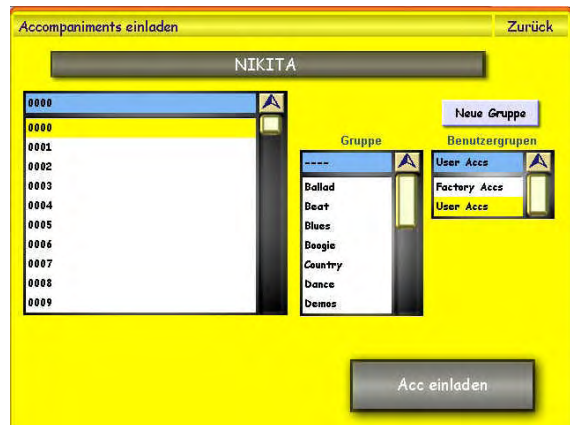 Accompaniments einladen
Zurück
NIKITA
0000
0000
0001
0002
0003
0004
0005
0006
0007
0008
0009
Gruppe
----
Ballad
Beat
Blues
Boogie
Country
Dance
Demos
Neue Gruppe
Benutzergrupen
User Accs
Factory Accs
User Accs
Acc einladen